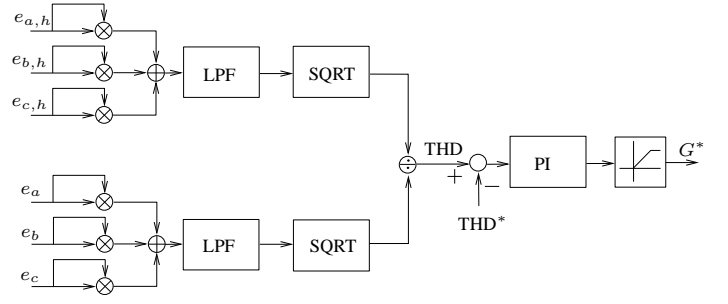 e_{a,h}
e_{b,h}
LPF
SQRT
e_{c,h}
THD
PI
G*
+
−
THD*
e_a
e_b
LPF
SQRT
e_c